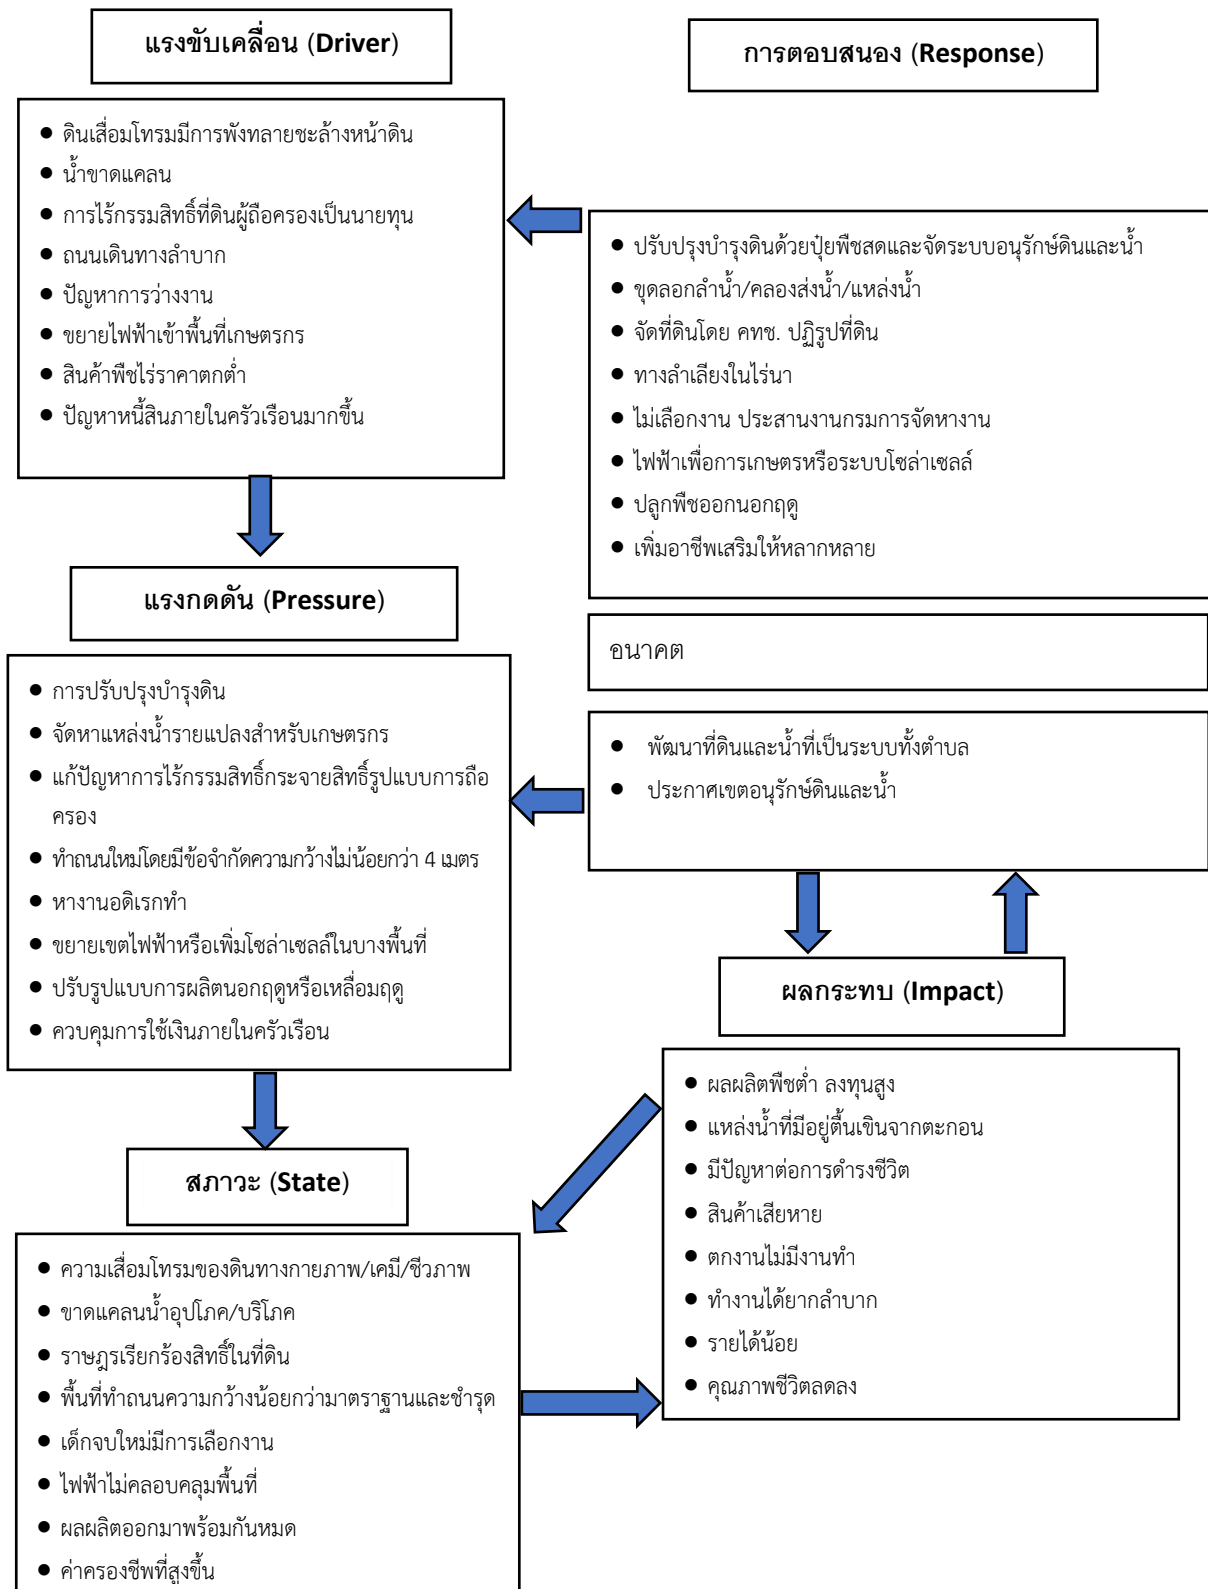 แรงขับเคลื่อน (Driver)
● ดินเสื่อมโทรมมีการพังทลายชะล้างหน้าดิน
● น้ำขาดแคลน
● การไร้กรรมสิทธิ์ที่ดินผู้ถือครองเป็นนายทุน
● ถนนเดินทางลำบาก
● ปัญหาการว่างงาน
● ขยายไฟฟ้าเข้าพื้นที่เกษตรกร
● สินค้าพืชไร่ราคาตกต่ำ
● ปัญหาหนี้สินภายในครัวเรือนมากขึ้น
แรงกดดัน (Pressure)
● การปรับปรุงบำรุงดิน
● จัดหาแหล่งน้ำรายแปลงสำหรับเกษตรกร
● แก้ปัญหาการไร้กรรมสิทธิ์กระจายสิทธิ์รูปแบบการถือ
ครอง
● ทำถนนใหม่โดยมีข้อจำกัดความกว้างไม่น้อยกว่า 4 เมตร
● หางานอดิเรกทำ
● ขยายเขตไฟฟ้าหรือเพิ่มโซล่าเซลล์ในบางพื้นที่
● ปรับรูปแบบการผลิตนอกฤดูหรือเหลื่อมฤดู
● ควบคุมการใช้เงินภายในครัวเรือน
สภาวะ (State)
● ความเสื่อมโทรมของดินทางกายภาพ/เคมี/ชีวภาพ
● ขาดแคลนน้ำอุปโภค/บริโภค
● ราษฎรเรียกร้องสิทธิ์ในที่ดิน
● พื้นที่ทำถนนความกว้างน้อยกว่ามาตราฐานและชำรุด
● เด็กจบใหม่มีการเลือกงาน
● ไฟฟ้าไม่คลอบคลุมพื้นที่
● ผลผลิตออกมาพร้อมกันหมด
● ค่าครองชีพที่สูงขึ้น
การตอบสนอง (Response)
● ปรับปรุงบำรุงดินด้วยปุ๋ยพืชสดและจัดระบบอนุรักษ์ดินและน้ำ
● ขุดลอกลำน้ำ/คลองส่งน้ำ/แหล่งน้ำ
● จัดที่ดินโดย คทช. ปฏิรูปที่ดิน
● ทางลำเลียงในไร่นา
● ไม่เลือกงาน ประสานงานกรมการจัดหางาน
● ไฟฟ้าเพื่อการเกษตรหรือระบบโซล่าเซลล์
● ปลูกพืชออกนอกฤดู
● เพิ่มอาชีพเสริมให้หลากหลาย
อนาคต
● พัฒนาที่ดินและน้ำที่เป็นระบบทั้งตำบล
● ประกาศเขตอนุรักษ์ดินและน้ำ
ผลกระทบ (Impact)
● ผลผลิตพืชต่ำ ลงทุนสูง
● แหล่งน้ำที่มีอยู่ตื้นเขินจากตะกอน
● มีปัญหาต่อการดำรงชีวิต
● สินค้าเสียหาย
● ตกงานไม่มีงานทำ
● ทำงานได้ยากลำบาก
● รายได้น้อย
● คุณภาพชีวิตลดลง